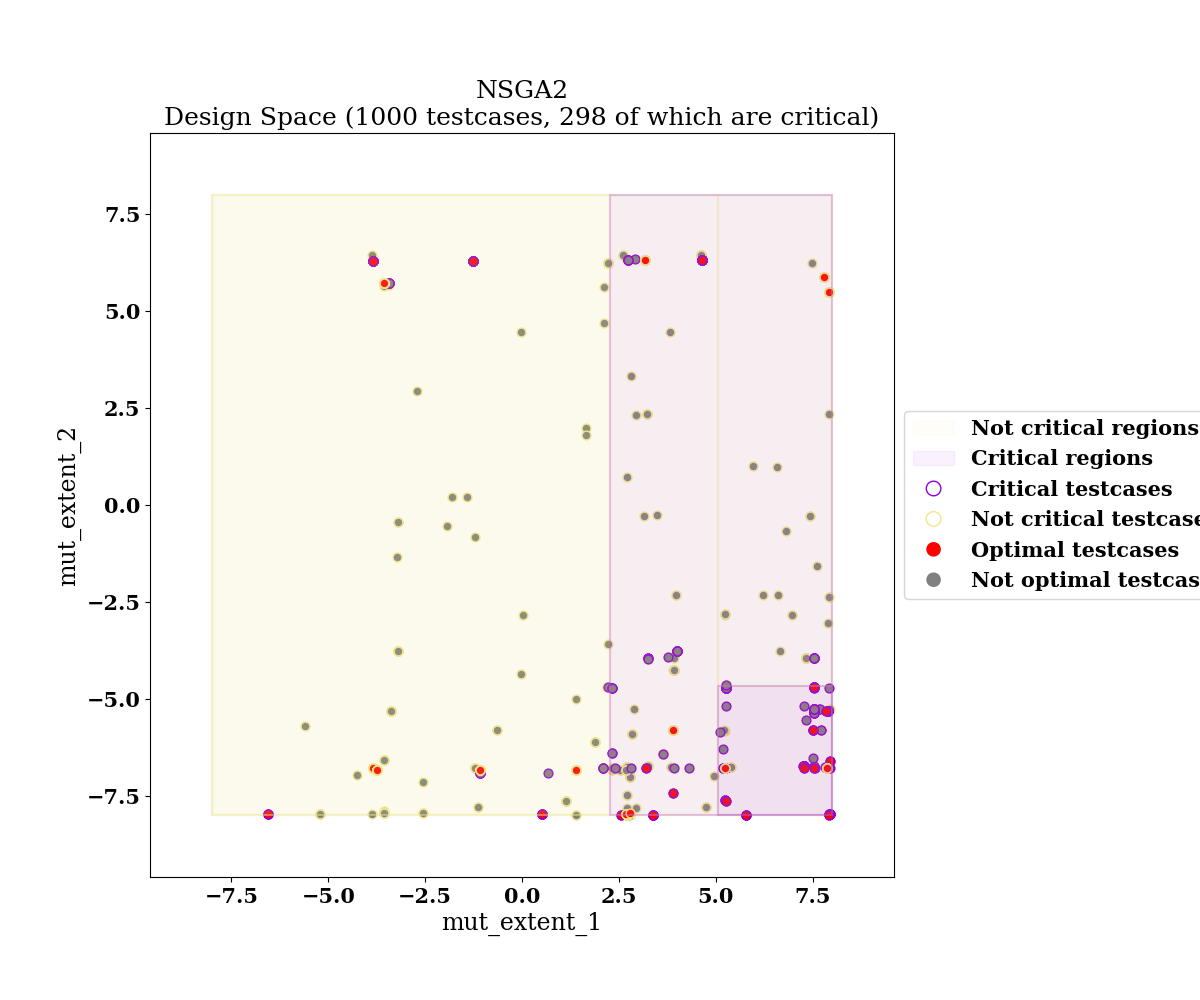 NSGA2
Design Space (1000 testcases, 298 of which are critical)
mut_extent_2
7.5
5.0
2.5
0.0
−2.5
−5.0
−7.5
−7.5
−5.0
−2.5
0.0
2.5
5.0
7.5
mut_extent_1
Not critical regions
Critical regions
Critical testcases
Not critical testcase
Optimal testcases
Not optimal testcas